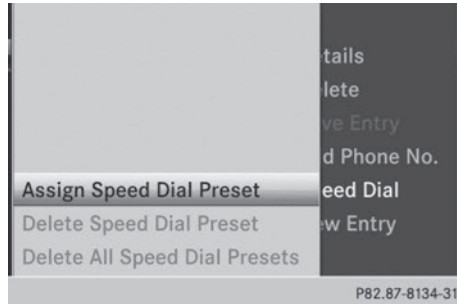 tails
lete
ve Entry
d Phone No.
Assign Speed Dial Preset
eed Dial
Delete Speed Dial Preset
w Entry
Delete All Speed Dial Presets
P82.87-8134-31